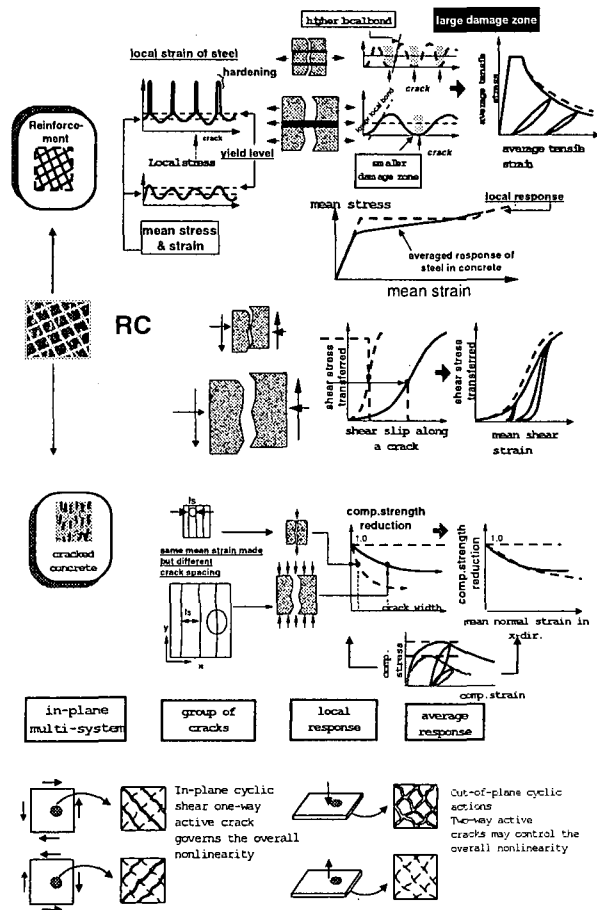 higher local bond
large damage zone
local strain of steel
hardening
crack
crack
average tensile
stress
average tensile
strain
Reinforce-
ment
Local stress
yield level
lower local bond
crack
smaller
damage zone
mean stress
& strain
mean stress
local response
averaged response of
steel in concrete
mean strain
RC
shear stress
transferred
shear slip along
a crack
shear stress
transferred
mean shear
strain
cracked
concrete
ls
same mean strain made
but different
crack spacing
ls
y
x
comp.strength
reduction
1.0
crack width
comp.strength
reduction
1.0
mean normal strain in
x-dir.
comp.
stress
comp.strain
in-plane
multi-system
group of
cracks
local
response
average
response
In-plane cyclic
shear one-way
active crack
governs the overall
nonlinearity
Out-of-plane cyclic
actions
Two-way active
cracks may control the
overall nonlinearity